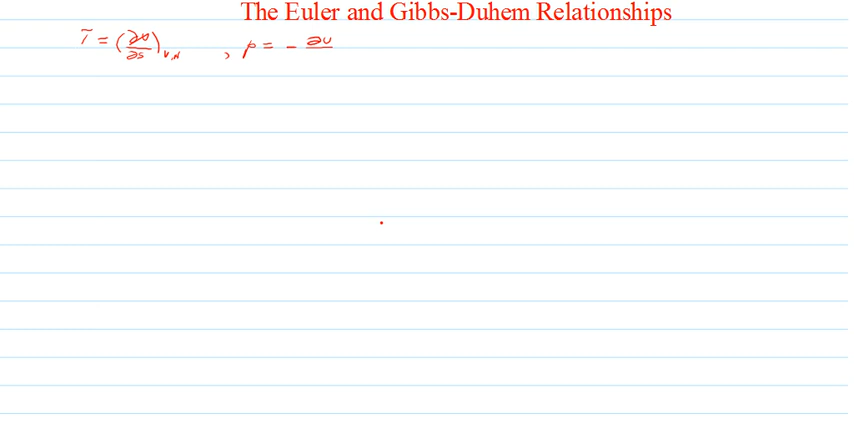 The Euler and Gibbs-Duhem Relationships
T = (∂U/∂S)V,N , P = - ∂U